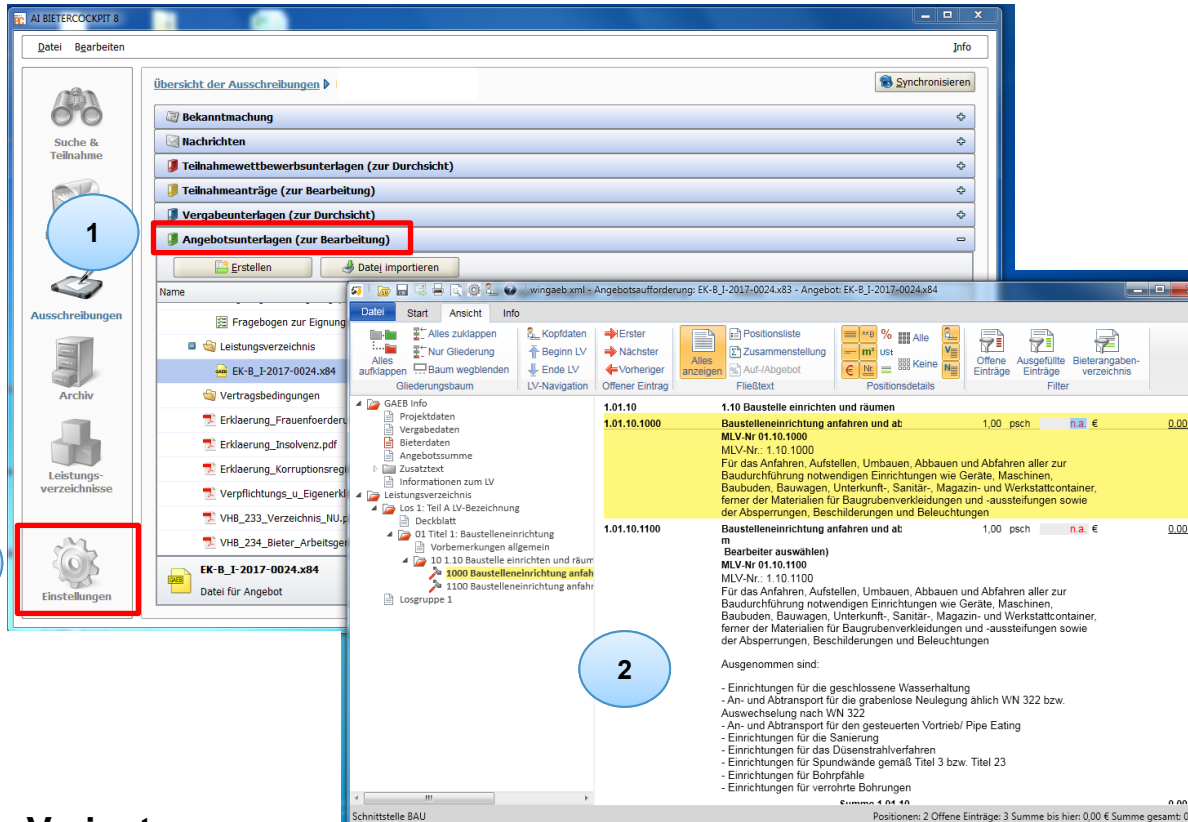 AI BIETERCOCKPIT 8
Datei Bearbeiten Info
Übersicht der Ausschreibungen
Synchronisieren
Suche &
Teilnahme
Ausschreibungen
Archiv
Leistungs-
verzeichnisse
Einstellungen
1
Bekanntmachung
Nachrichten
Teilnahmewettbewerbsunterlagen (zur Durchsicht)
Teilnahmeanträge (zur Bearbeitung)
Vergabeunterlagen (zur Durchsicht)
Angebotsunterlagen (zur Bearbeitung)
Erstellen Datei importieren
Name
Fragebogen zur Eignung
Leistungsverzeichnis
EK-B_I-2017-0024.x84
Vertragsbedingungen
Erklaerung_Frauenfoerderu
Erklaerung_Insolvenz.pdf
Erklaerung_Korruptionsregi
Verpflichtungs_u_Eigenerkl
VHB_233_Verzeichnis_NU.p
VHB_234_Bieter_Arbeitsger
EK-B_I-2017-0024.x84
Datei für Angebot
wingaeb xml - Angebotsaufforderung: EK-B_I-2017-0024.x83 - Angebot: EK-B_I-2017-0024.x84
Datei Start Ansicht Info
Alles
aufklappen
Alles zuklappen
Nur Gliederung
Baum wegblenden
Gliederungsbaum
Kopfdaten
Beginn LV
Ende LV
LV-Navigation
Erster
Nächster
Vorheriger
Offener Eintrag
Alles
anzeigen
Positionsliste
Zusammenstellung
Auf-/Abgebot
Fließtext
% Alle
m² USt
€ Nr = Keine
Positionsdetails
Offene
Einträge
Ausgefüllte
Einträge
Bieterangaben-
verzeichnis
Filter
GAEB Info
Projektdaten
Vergabedaten
Bieterdaten
Angebotssumme
Zusatztext
Informationen zum LV
Leistungsverzeichnis
Los 1: Teil A LV-Bezeichnung
Deckblatt
01 Titel 1: Baustelleneinrichtung
Vorbemerkungen allgemein
10 1.10 Baustelle einrichten und räum
1000 Baustelleneinrichtung anfah
1100 Baustelleneinrichtung anfahr
Losgruppe 1
1.01.10 1.10 Baustelle einrichten und räumen
1.01.10.1000 Baustelleneinrichtung anfahren und ab 1,00 psch n.a. € 0,00
MLV-Nr 01.10.1000
MLV-Nr.: 1.10.1000
Für das Anfahren, Aufstellen, Umbauen, Abbauen und Abfahren aller zur
Baudurchführung notwendigen Einrichtungen wie Geräte, Maschinen,
Baubuden, Bauwagen, Unterkunft-, Sanitär-, Magazin- und Werkstattcontainer,
ferner der Materialien für Baugrubenverkleidungen und -aussteifungen sowie
der Absperrungen, Beschilderungen und Beleuchtungen
1.01.10.1100 Baustelleneinrichtung anfahren und ab 1,00 psch n.a. € 0,00
m
Bearbeiter auswählen)
MLV-Nr 01.10.1100
MLV-Nr.: 1.10.1100
Für das Anfahren, Aufstellen, Umbauen, Abbauen und Abfahren aller zur
Baudurchführung notwendigen Einrichtungen wie Geräte, Maschinen,
Baubuden, Bauwagen, Unterkunft-, Sanitär-, Magazin- und Werkstattcontainer,
ferner der Materialien für Baugrubenverkleidungen und -aussteifungen sowie
der Absperrungen, Beschilderungen und Beleuchtungen
Ausgenommen sind:
- Einrichtungen für die geschlossene Wasserhaltung
- An- und Abtransport für die grabenlose Neulegung ählich WN 322 bzw.
Auswechselung nach WN 322
- An- und Abtransport für den gesteuerten Vortrieb/ Pipe Eating
- Einrichtungen für die Sanierung
- Einrichtungen für das Düsenstrahlverfahren
- Einrichtungen für Spundwände gemäß Titel 3 bzw. Titel 23
- Einrichtungen für Bohrpfähle
- Einrichtungen für verrohrte Bohrungen
Summe 1.01.10 0,00
2
Schnittstelle BAU
Positionen: 2 Offene Einträge: 3 Summe bis hier: 0,00 € Summe gesamt: 0